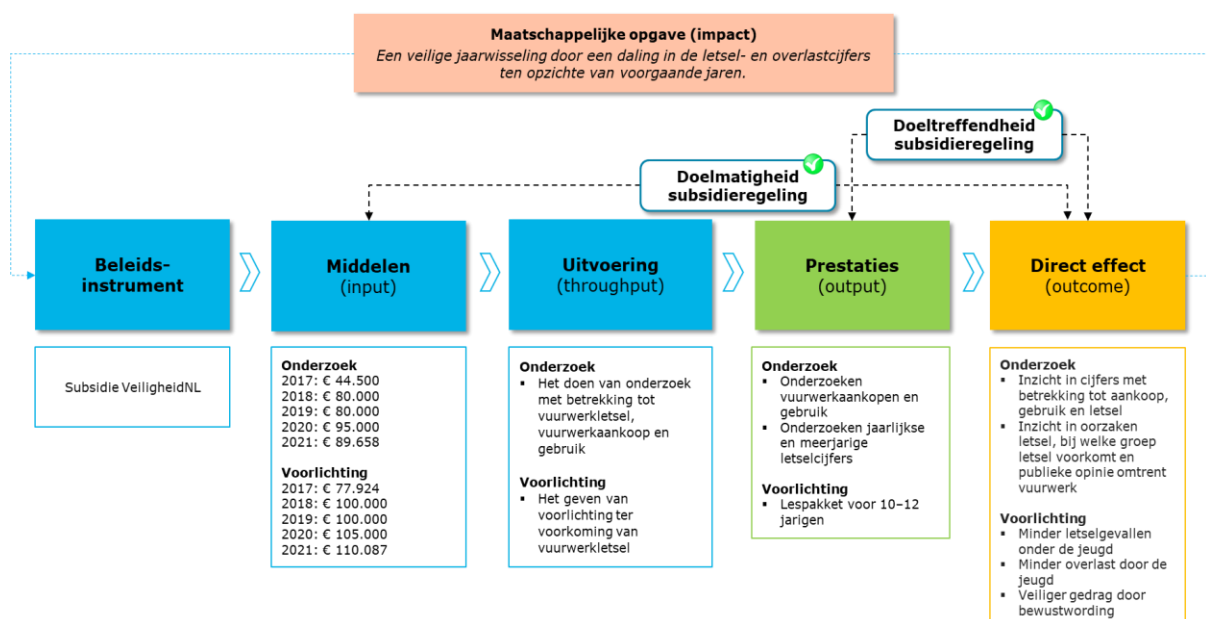 Maatschappelijke opgave (impact)
Een veilige jaarwisseling door een daling in de letsel- en overlastcijfers
ten opzichte van voorgaande jaren.
Doeltreffendheid
subsidieregeling
Doelmatigheid
subsidieregeling
Beleids-
instrument
Middelen
(input)
Uitvoering
(throughput)
Prestaties
(output)
Direct effect
(outcome)
Subsidie VeiligheidNL
Onderzoek
2017: € 44.500
2018: € 80.000
2019: € 80.000
2020: € 95.000
2021: € 89.658
Voorlichting
2017: € 77.924
2018: € 100.000
2019: € 100.000
2020: € 105.000
2021: € 110.087
Onderzoek
▪ Het doen van onderzoek
met betrekking tot
vuurwerkletsel,
vuurwerkaankoop en
gebruik
Voorlichting
▪ Het geven van
voorlichting ter
voorkoming van
vuurwerkletsel
Onderzoek
▪ Onderzoeken
vuurwerkaankopen en
gebruik
▪ Onderzoeken jaarlijkse
en meerjarige
letselcijfers
Voorlichting
▪ Lespakket voor 10–12
jarigen
Onderzoek
▪ Inzicht in cijfers met
betrekking tot aankoop,
gebruik en letsel
▪ Inzicht in oorzaken
letsel, bij welke groep
letsel voorkomt en
publieke opinie omtrent
vuurwerk
Voorlichting
▪ Minder letselgevallen
onder de jeugd
▪ Minder overlast door de
jeugd
▪ Veiliger gedrag door
bewustwording